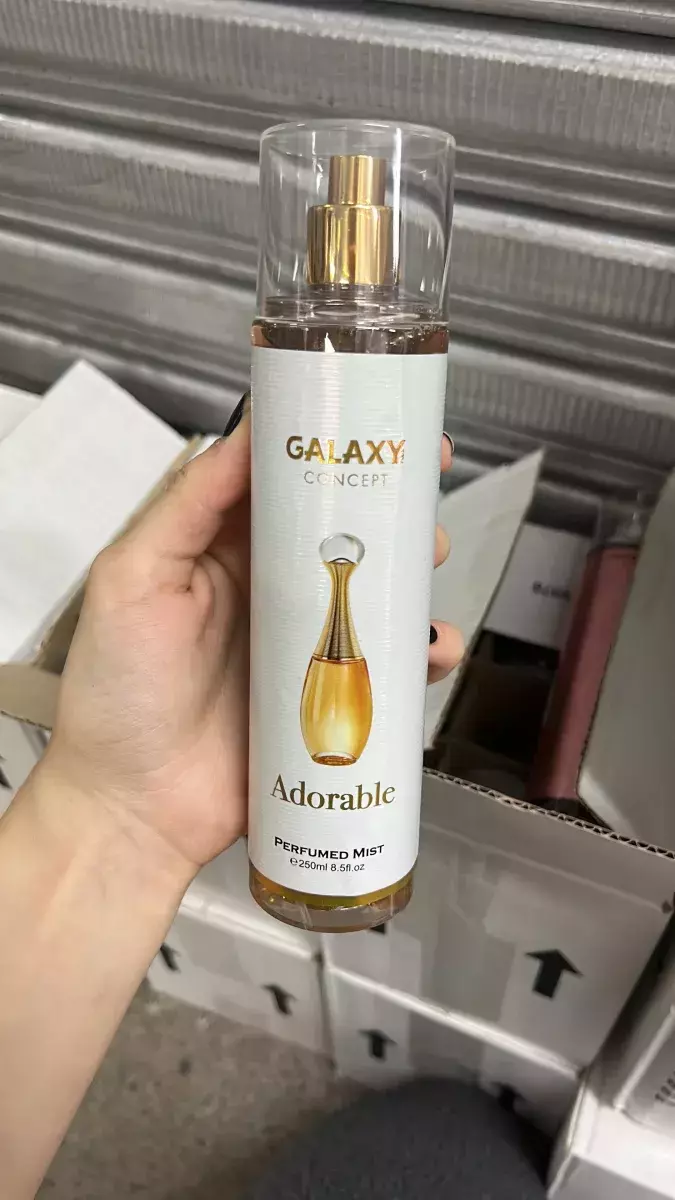 GALAXY
CONCEPT
Adorable
PERFUMED MIST
℮250ml 8.5fl.oz